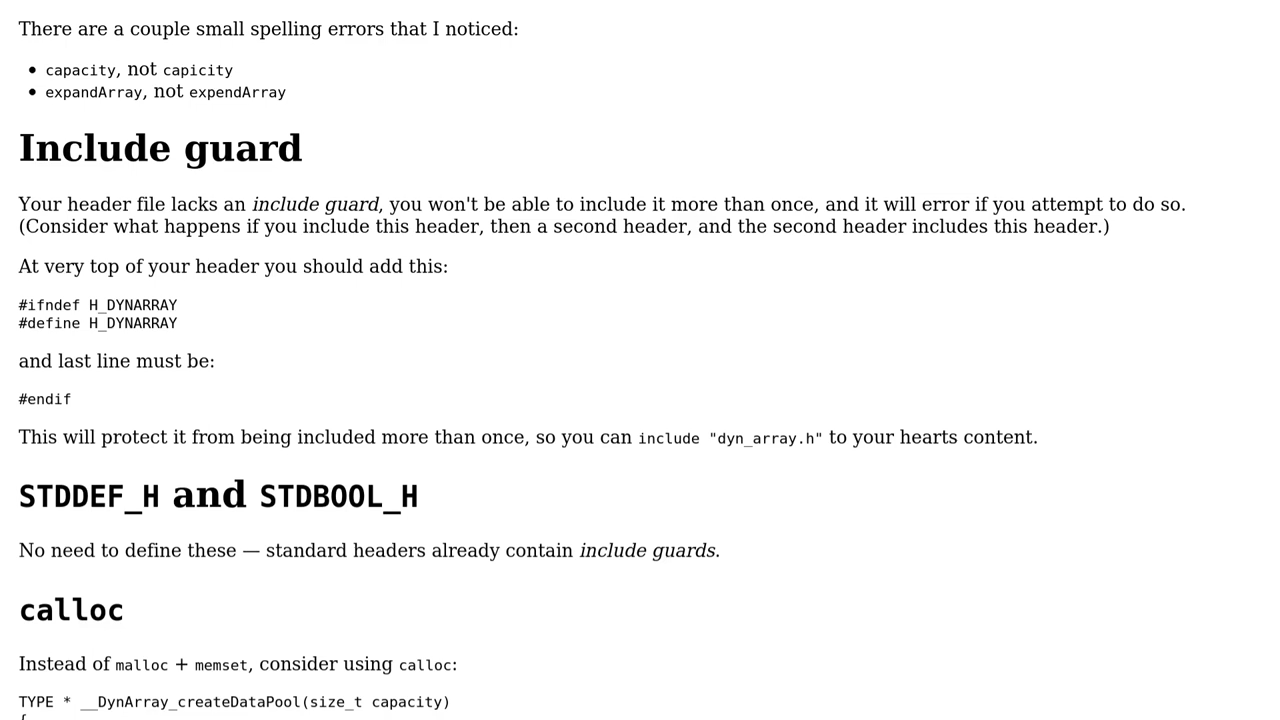 There are a couple small spelling errors that I noticed:
• capacity, not capicity
• expandArray, not expendArray
Include guard
Your header file lacks an include guard, you won't be able to include it more than once, and it will error if you attempt to do so.
(Consider what happens if you include this header, then a second header, and the second header includes this header.)
At very top of your header you should add this:
#ifndef H_DYNARRAY
#define H_DYNARRAY
and last line must be:
#endif
This will protect it from being included more than once, so you can include "dyn_array.h" to your hearts content.
STDDEF_H and STDBOOL_H
No need to define these — standard headers already contain include guards.
calloc
Instead of malloc + memset, consider using calloc:
TYPE * __DynArray_createDataPool(size_t capacity)
{